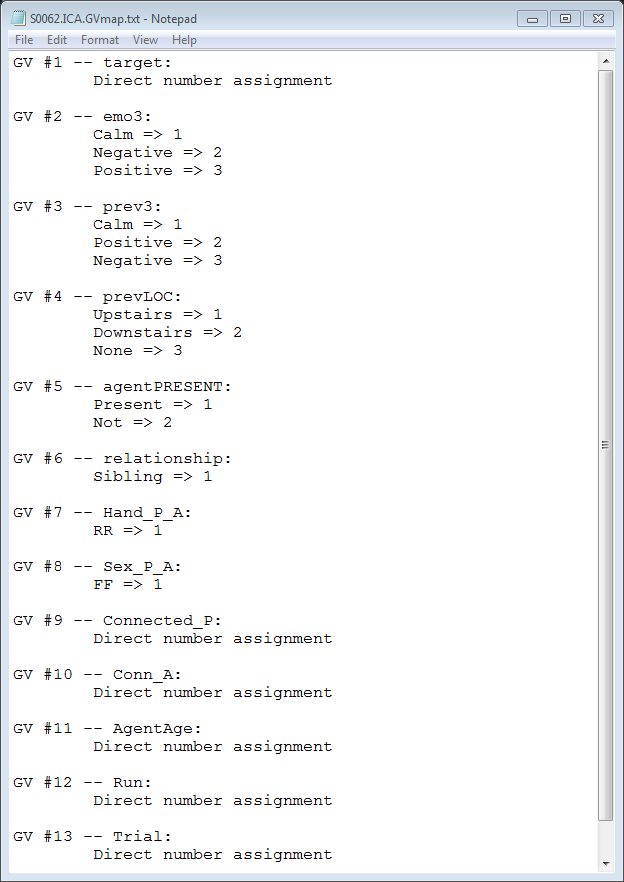 S0062.ICA.GVmap.txt - Notepad
File Edit Format View Help
GV #1 -- target:
Direct number assignment
GV #2 -- emo3:
Calm => 1
Negative => 2
Positive => 3
GV #3 -- prev3:
Calm => 1
Positive => 2
Negative => 3
GV #4 -- prevLOC:
Upstairs => 1
Downstairs => 2
None => 3
GV #5 -- agentPRESENT:
Present => 1
Not => 2
GV #6 -- relationship:
Sibling => 1
GV #7 -- Hand_P_A:
RR => 1
GV #8 -- Sex_P_A:
FF => 1
GV #9 -- Connected_P:
Direct number assignment
GV #10 -- Conn_A:
Direct number assignment
GV #11 -- AgentAge:
Direct number assignment
GV #12 -- Run:
Direct number assignment
GV #13 -- Trial:
Direct number assignment